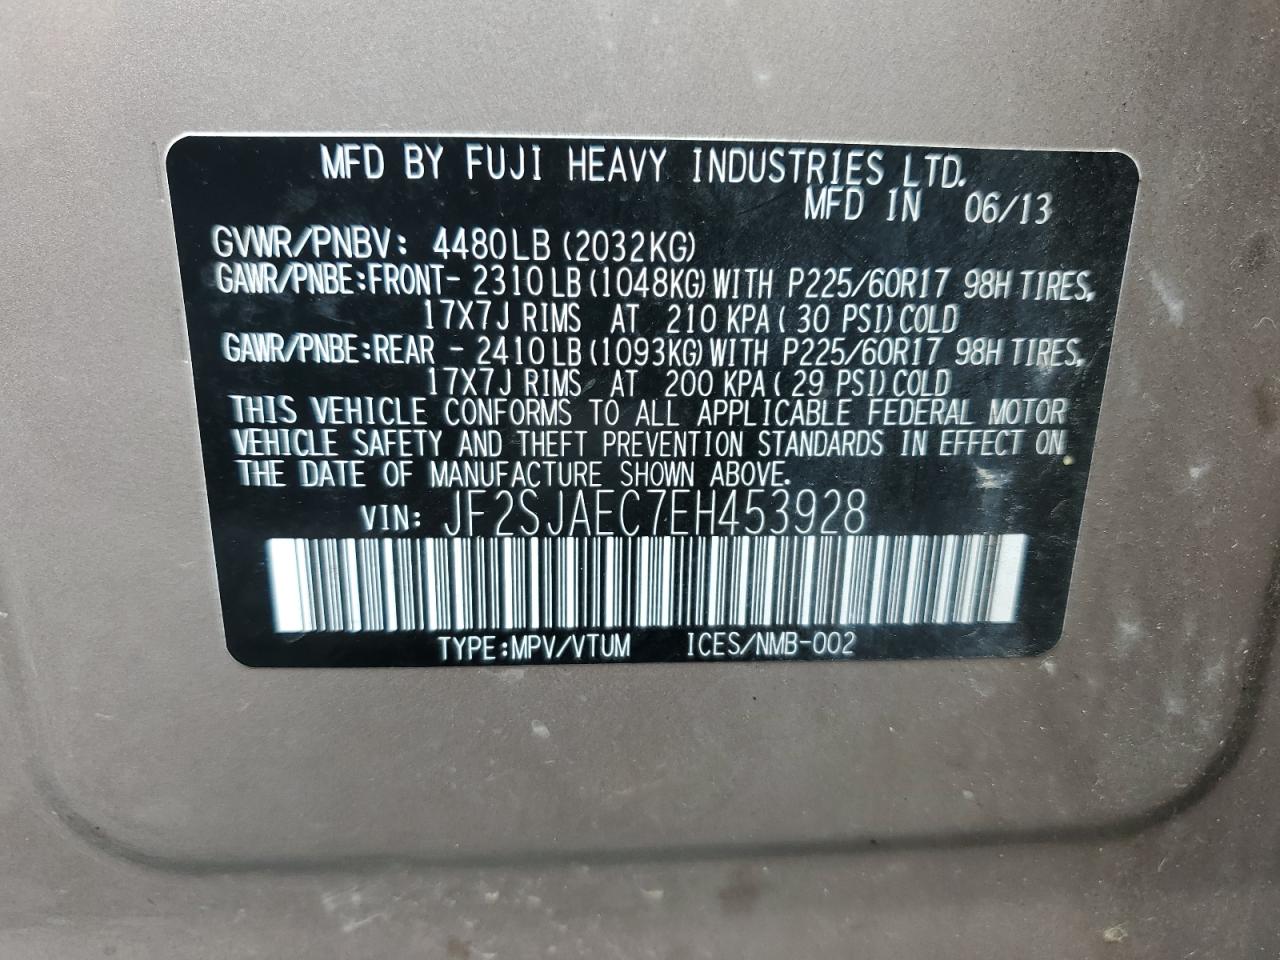 MFD BY FUJI HEAVY INDUSTRIES LTD.
MFD IN 06/13
GVWR/PNBV: 4480LB (2032KG)
GAWR/PNBE:FRONT- 2310LB (1048KG) WITH P225/60R17 98H TIRES,
17X7J RIMS AT 210 KPA ( 30 PSI) COLD
GAWR/PNBE:REAR - 2410LB (1093KG) WITH P225/60R17 98H TIRES,
17X7J RIMS AT 200 KPA ( 29 PSI) COLD
THIS VEHICLE CONFORMS TO ALL APPLICABLE FEDERAL MOTOR
VEHICLE SAFETY AND THEFT PREVENTION STANDARDS IN EFFECT ON
THE DATE OF MANUFACTURE SHOWN ABOVE.
VIN: JF2SJAEC7EH453928
TYPE:MPV/VTUM ICES/NMB-002